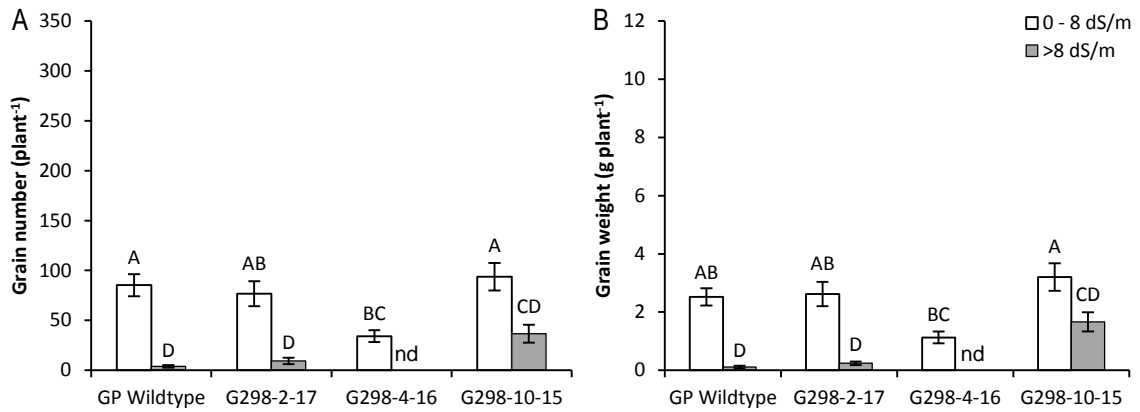 A
Grain number (plant⁻¹)
350
300
250
200
150
100
50
0
A
D
AB
D
BC
nd
A
CD
GP Wildtype G298-2-17 G298-4-16 G298-10-15
B
0 - 8 dS/m
>8 dS/m
Grain weight (g plant⁻¹)
12
10
8
6
4
2
0
AB
D
AB
D
BC
nd
A
CD
GP Wildtype G298-2-17 G298-4-16 G298-10-15